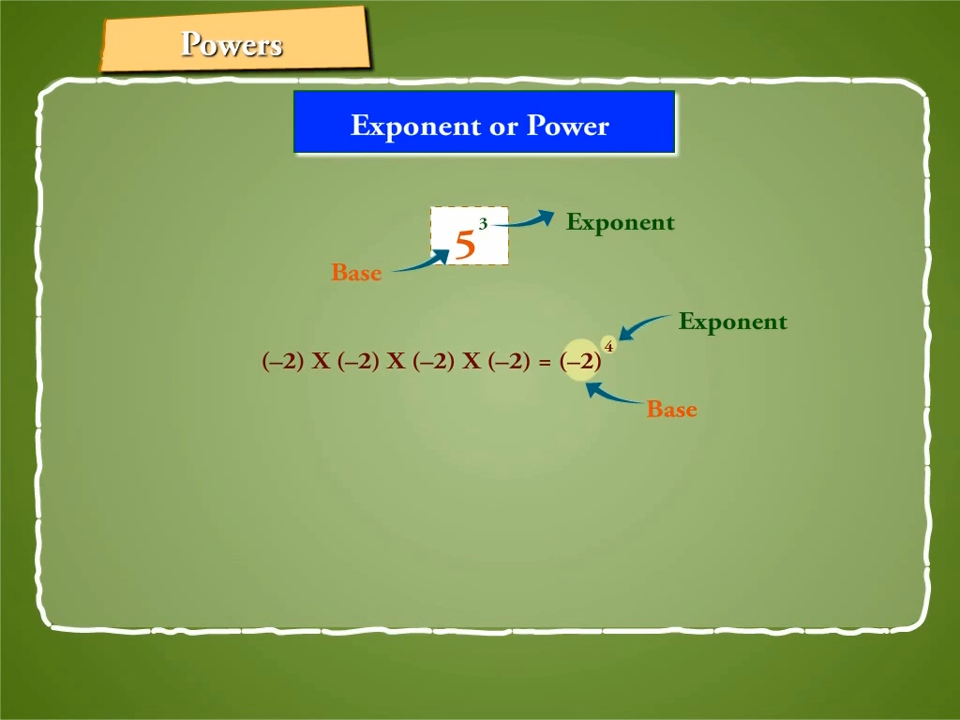 Powers
Exponent or Power
5³ Exponent
Base
Exponent
(–2) X (–2) X (–2) X (–2) = (–2)⁴
Base